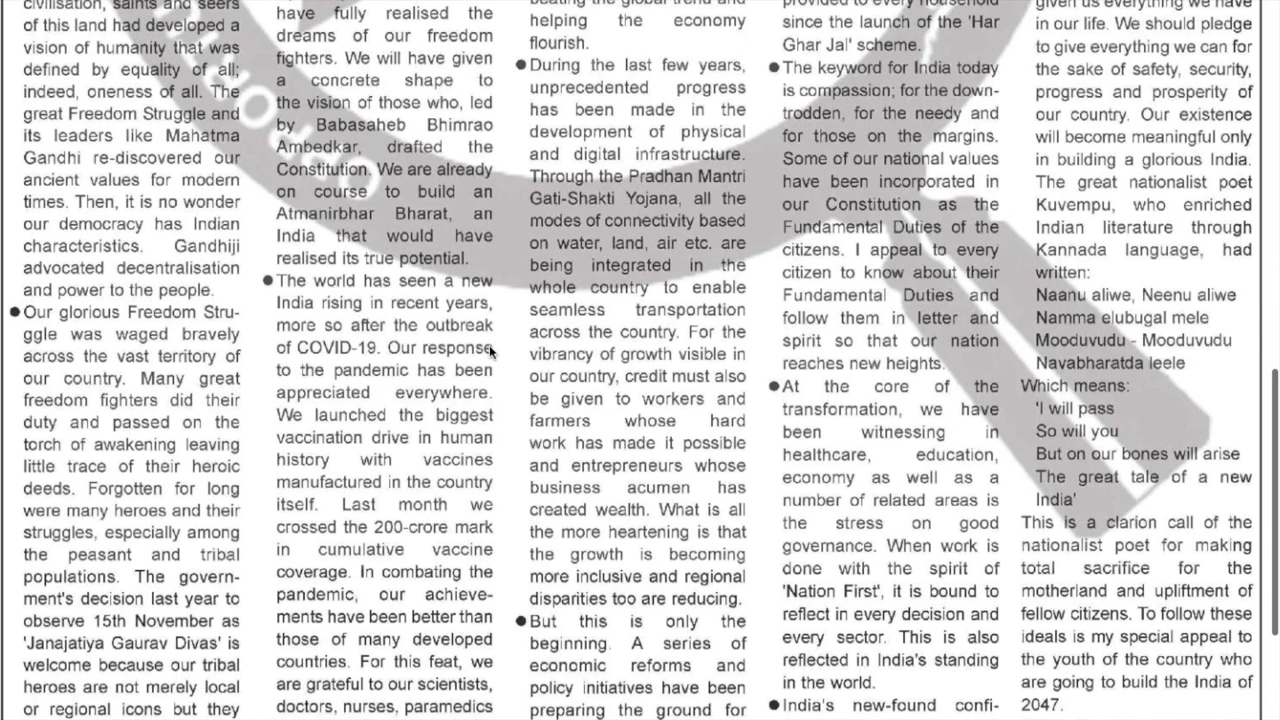 civilisation, saints and seers
of this land had developed a
vision of humanity that was
defined by equality of all;
indeed, oneness of all. The
great Freedom Struggle and
its leaders like Mahatma
Gandhi re-discovered our
ancient values for modern
times. Then, it is no wonder
our democracy has Indian
characteristics. Gandhiji
advocated decentralisation
and power to the people.
● Our glorious Freedom Stru-
ggle was waged bravely
across the vast territory of
our country. Many great
freedom fighters did their
duty and passed on the
torch of awakening leaving
little trace of their heroic
deeds. Forgotten for long
were many heroes and their
struggles, especially among
the peasant and tribal
populations. The govern-
ment's decision last year to
observe 15th November as
'Janajatiya Gaurav Divas' is
welcome because our tribal
heroes are not merely local
or regional icons but they
have fully realised the
dreams of our freedom
fighters. We will have given
a concrete shape to
the vision of those who, led
by Babasaheb Bhimrao
Ambedkar, drafted the
Constitution. We are already
on course to build an
Atmanirbhar Bharat, an
India that would have
realised its true potential.
● The world has seen a new
India rising in recent years,
more so after the outbreak
of COVID-19. Our response
to the pandemic has been
appreciated everywhere.
We launched the biggest
vaccination drive in human
history with vaccines
manufactured in the country
itself. Last month we
crossed the 200-crore mark
in cumulative vaccine
coverage. In combating the
pandemic, our achieve-
ments have been better than
those of many developed
countries. For this feat, we
are grateful to our scientists,
doctors, nurses, paramedics
beating the global trend and
helping the economy
flourish.
● During the last few years,
unprecedented progress
has been made in the
development of physical
and digital infrastructure.
Through the Pradhan Mantri
Gati-Shakti Yojana, all the
modes of connectivity based
on water, land, air etc. are
being integrated in the
whole country to enable
seamless transportation
across the country. For the
vibrancy of growth visible in
our country, credit must also
be given to workers and
farmers whose hard
work has made it possible
and entrepreneurs whose
business acumen has
created wealth. What is all
the more heartening is that
the growth is becoming
more inclusive and regional
disparities too are reducing.
● But this is only the
beginning. A series of
economic reforms and
policy initiatives have been
preparing the ground for
provided to every household
since the launch of the 'Har
Ghar Jal' scheme.
● The keyword for India today
is compassion; for the down-
trodden, for the needy and
for those on the margins.
Some of our national values
have been incorporated in
our Constitution as the
Fundamental Duties of the
citizens. I appeal to every
citizen to know about their
Fundamental Duties and
follow them in letter and
spirit so that our nation
reaches new heights.
● At the core of the
transformation, we have
been witnessing in
healthcare, education,
economy as well as a
number of related areas is
the stress on good
governance. When work is
done with the spirit of
'Nation First', it is bound to
reflect in every decision and
every sector. This is also
reflected in India's standing
in the world.
● India's new-found confi-
given us everything we have
in our life. We should pledge
to give everything we can for
the sake of safety, security,
progress and prosperity of
our country. Our existence
will become meaningful only
in building a glorious India.
The great nationalist poet
Kuvempu, who enriched
Indian literature through
Kannada language, had
written:
Naanu aliwe, Neenu aliwe
Namma elubugal mele
Mooduvudu - Mooduvudu
Navabharatda leele
Which means:
'I will pass
So will you
But on our bones will arise
The great tale of a new
India'
This is a clarion call of the
nationalist poet for making
total sacrifice for the
motherland and upliftment of
fellow citizens. To follow these
ideals is my special appeal to
the youth of the country who
are going to build the India of
2047.